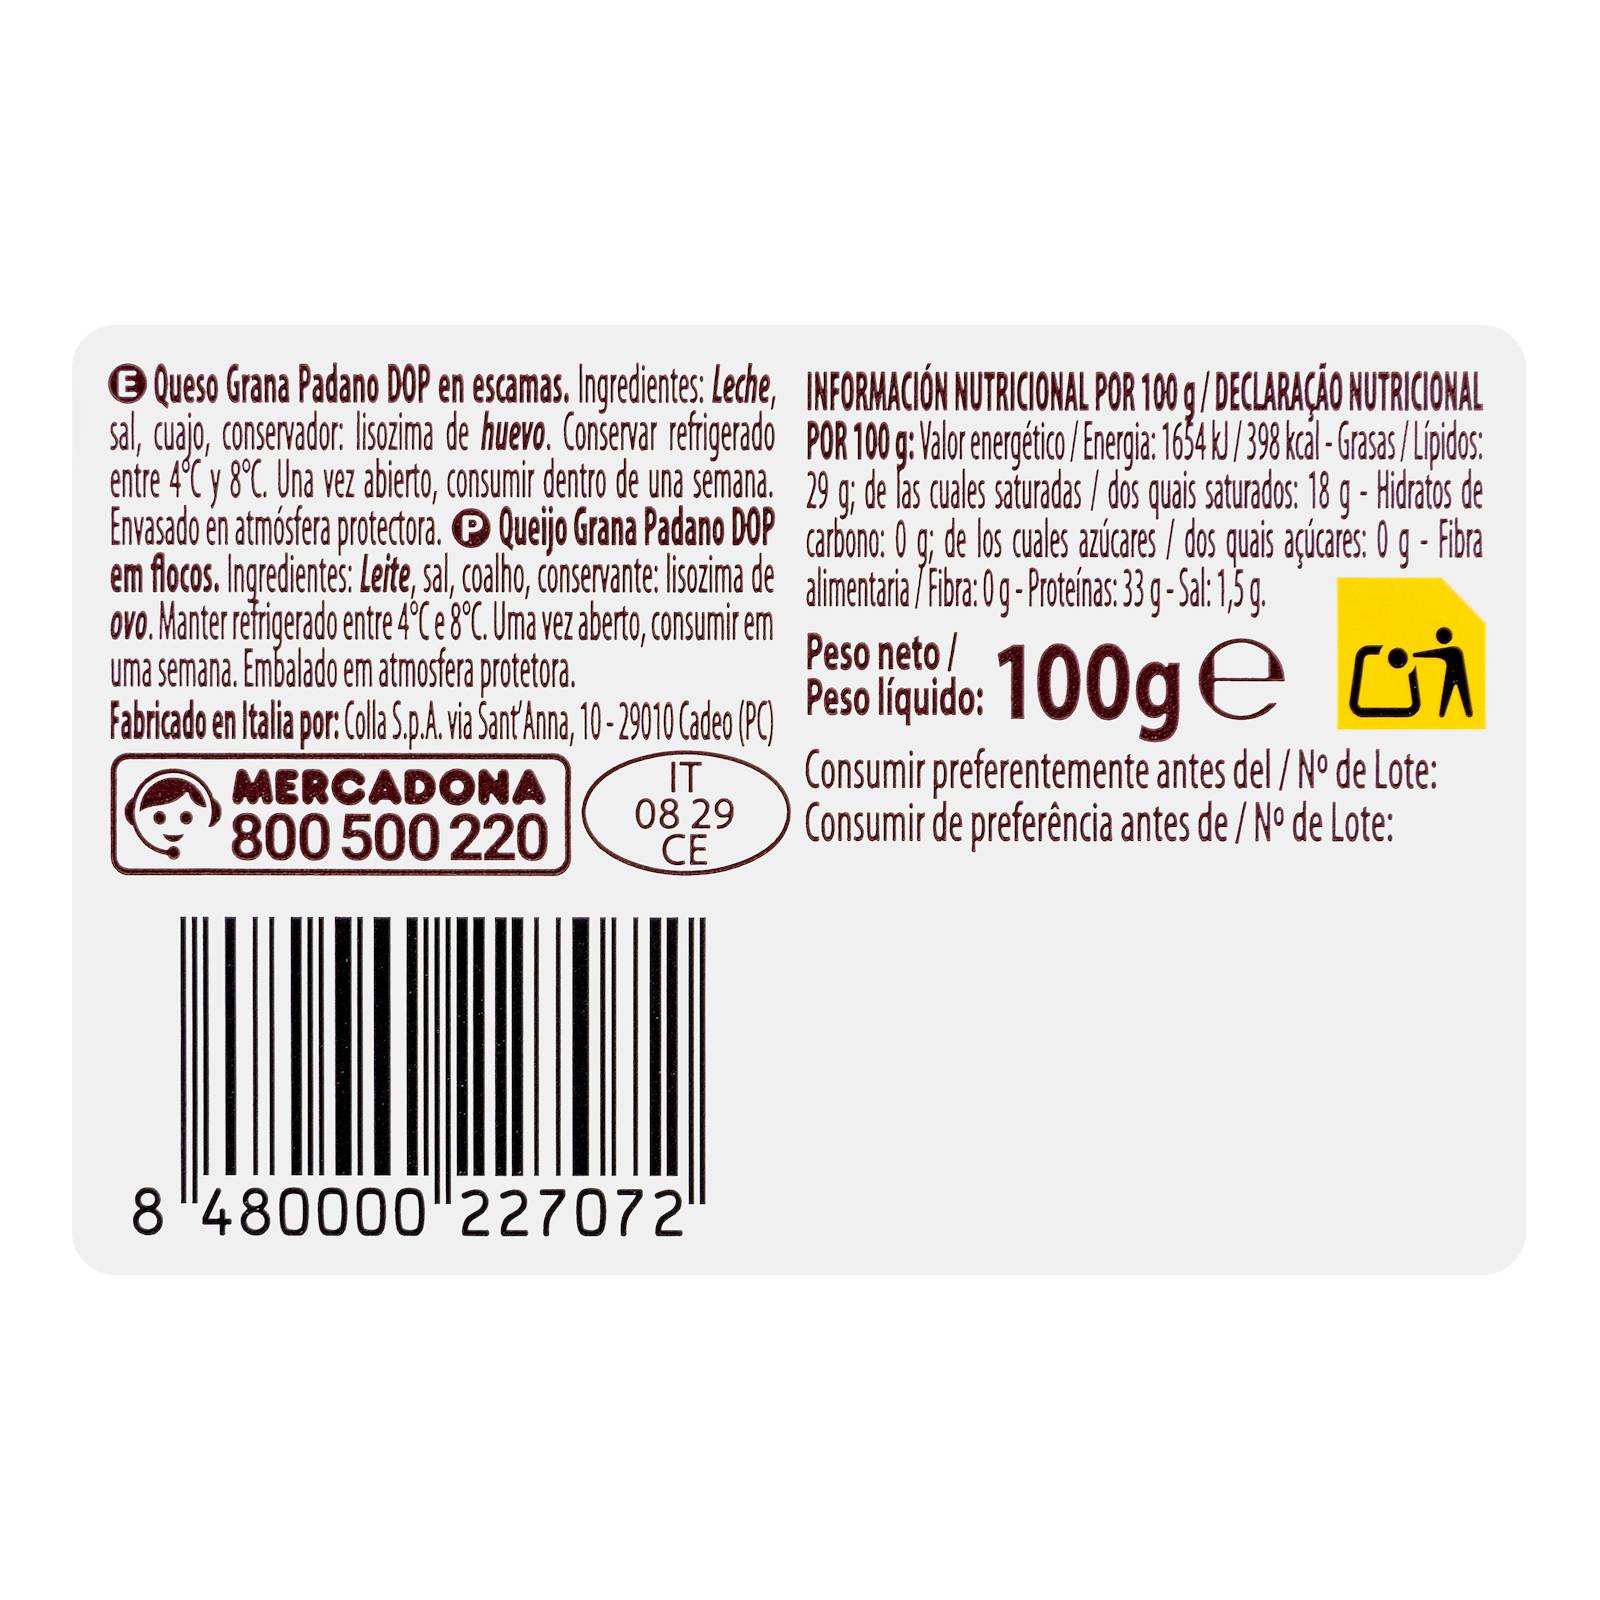 E Queso Grana Padano DOP en escamas. Ingredientes: Leche,
sal, cuajo, conservador: lisozima de huevo. Conservar refrigerado
entre 4°C y 8°C. Una vez abierto, consumir dentro de una semana.
Envasado en atmósfera protectora. P Queijo Grana Padano DOP
em flocos. Ingredientes: Leite, sal, coalho, conservante: lisozima de
ovo. Manter refrigerado entre 4°C e 8°C. Uma vez aberto, consumir em
uma semana. Embalado em atmosfera protetora.
Fabricado en Italia por: Colla S.p.A. via Sant'Anna, 10 - 29010 Cadeo (PC)
MERCADONA
800 500 220
IT
08 29
CE
8 480000 227072
INFORMACIÓN NUTRICIONAL POR 100 g / DECLARAÇÃO NUTRICIONAL
POR 100 g: Valor energético / Energia: 1654 kJ / 398 kcal - Grasas / Lípidos:
29 g; de las cuales saturadas / dos quais saturados: 18 g - Hidratos de
carbono: 0 g; de los cuales azúcares / dos quais açúcares: 0 g - Fibra
alimentaria / Fibra: 0 g - Proteínas: 33 g - Sal: 1,5 g.
Peso neto /
Peso líquido: 100g e
Consumir preferentemente antes del / Nº de Lote:
Consumir de preferência antes de / Nº de Lote: